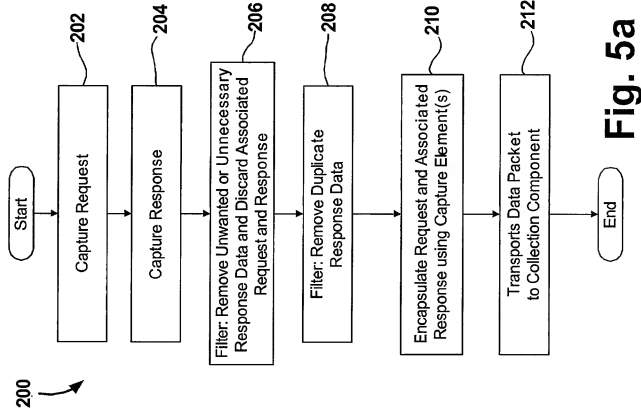 200
Start
202
Capture Request
204
Capture Response
206
Filter: Remove Unwanted or Unnecessary
Response Data and Discard Associated
Request and Response
208
Filter: Remove Duplicate
Response Data
210
Encapsulate Request and Associated
Response using Capture Element(s)
212
Transports Data Packet
to Collection Component
End
Fig. 5a